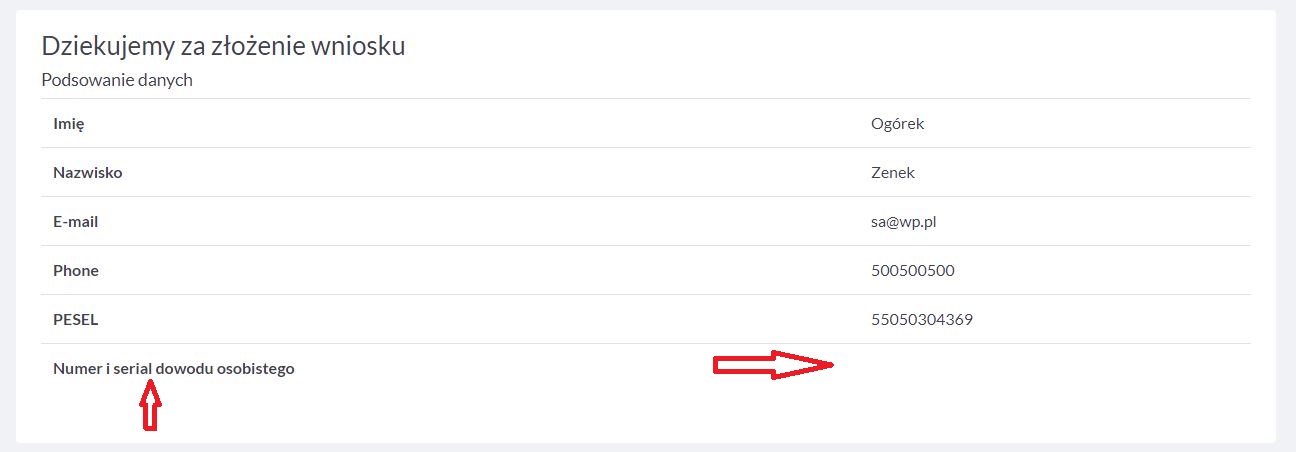 Dziekujemy za złożenie wniosku
Podsowanie danych
Imię Ogórek
Nazwisko Zenek
E-mail sa@wp.pl
Phone 500500500
PESEL 55050304369
Numer i serial dowodu osobistego